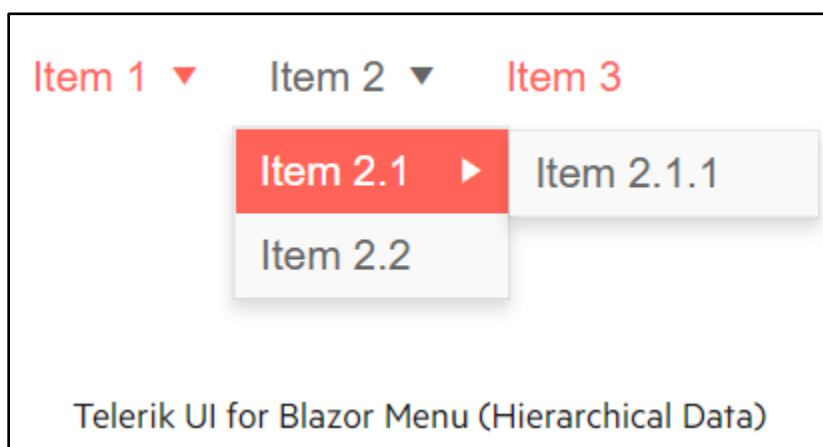 Item 1 Item 2 Item 3
Item 2.1 Item 2.1.1
Item 2.2
Telerik UI for Blazor Menu (Hierarchical Data)